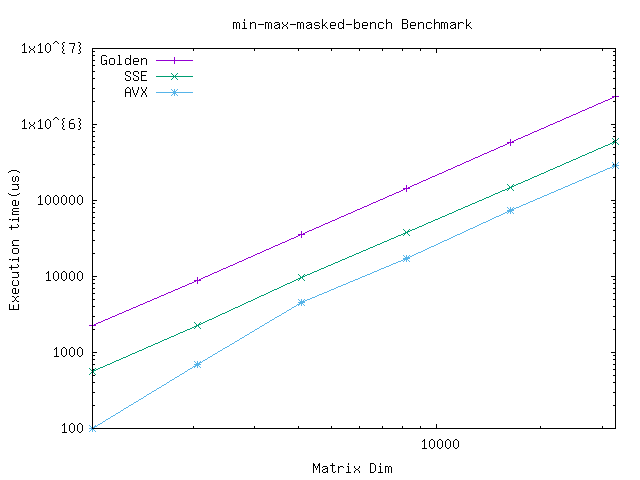 min-max-masked-bench Benchmark
1x10^{7}
Golden
SSE
AVX
1x10^{6}
100000
10000
1000
100
Execution time(us)
10000
Matrix Dim